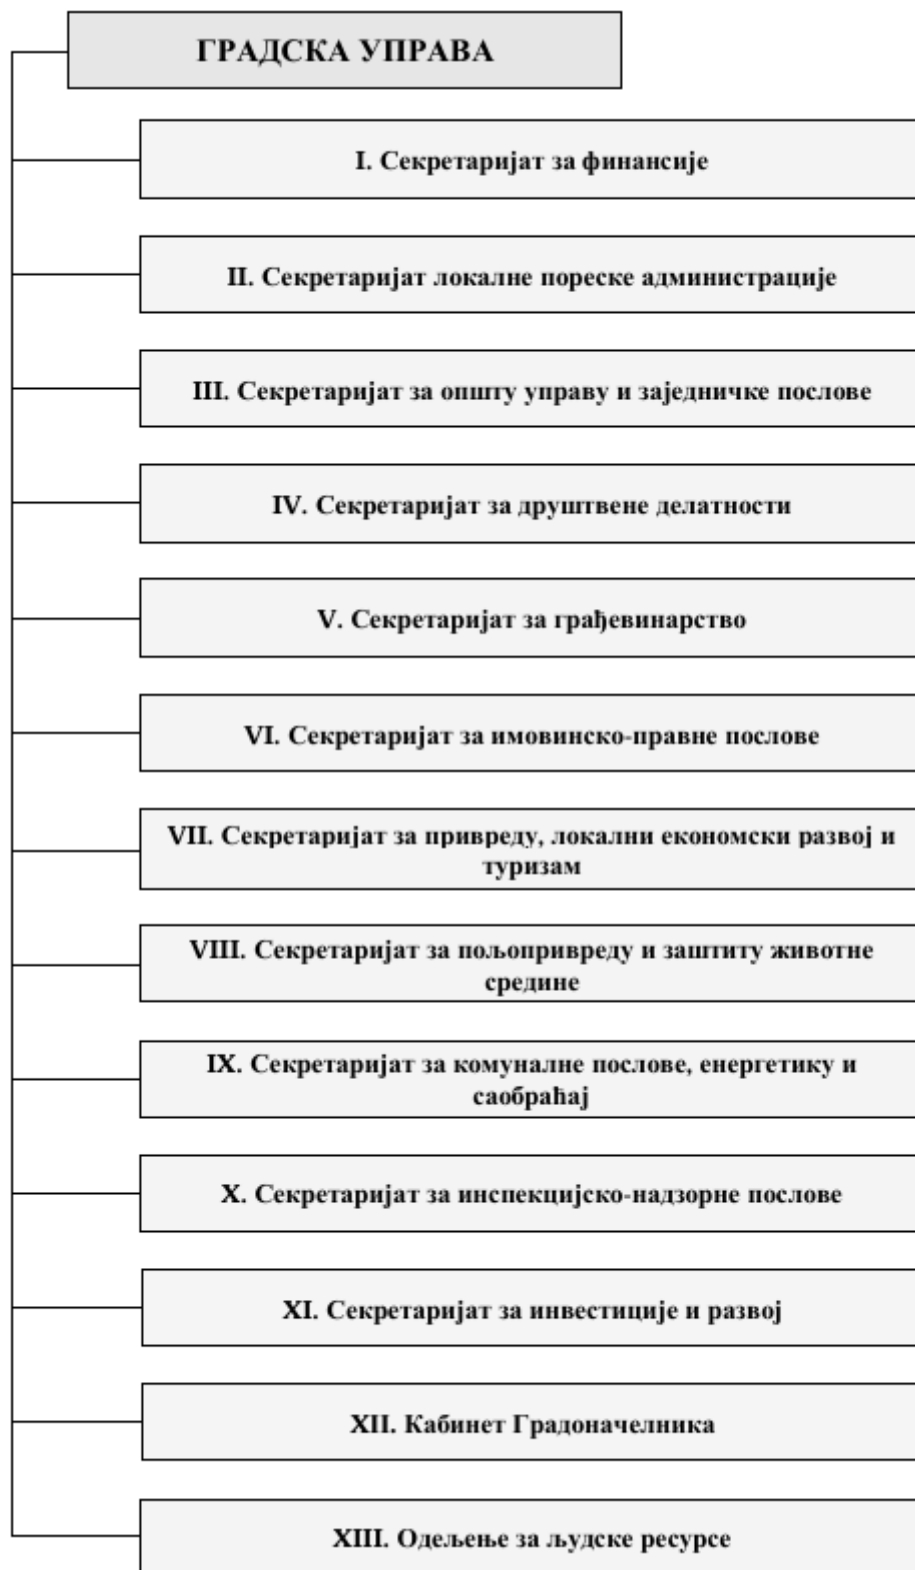 ГРАДСКА УПРАВА
I. Секретаријат за финансије
II. Секретаријат локалне пореске администрације
III. Секретаријат за општу управу и заједничке послове
IV. Секретаријат за друштвене делатности
V. Секретаријат за грађевинарство
VI. Секретаријат за имовинско-правне послове
VII. Секретаријат за привреду, локални економски развој и
туризам
VIII. Секретаријат за пољопривреду и заштиту животне
средине
IX. Секретаријат за комуналне послове, енергетику и
саобраћај
X. Секретаријат за инспекцијско-надзорне послове
XI. Секретаријат за инвестиције и развој
XII. Кабинет Градоначелника
XIII. Одељење за људске ресурсе